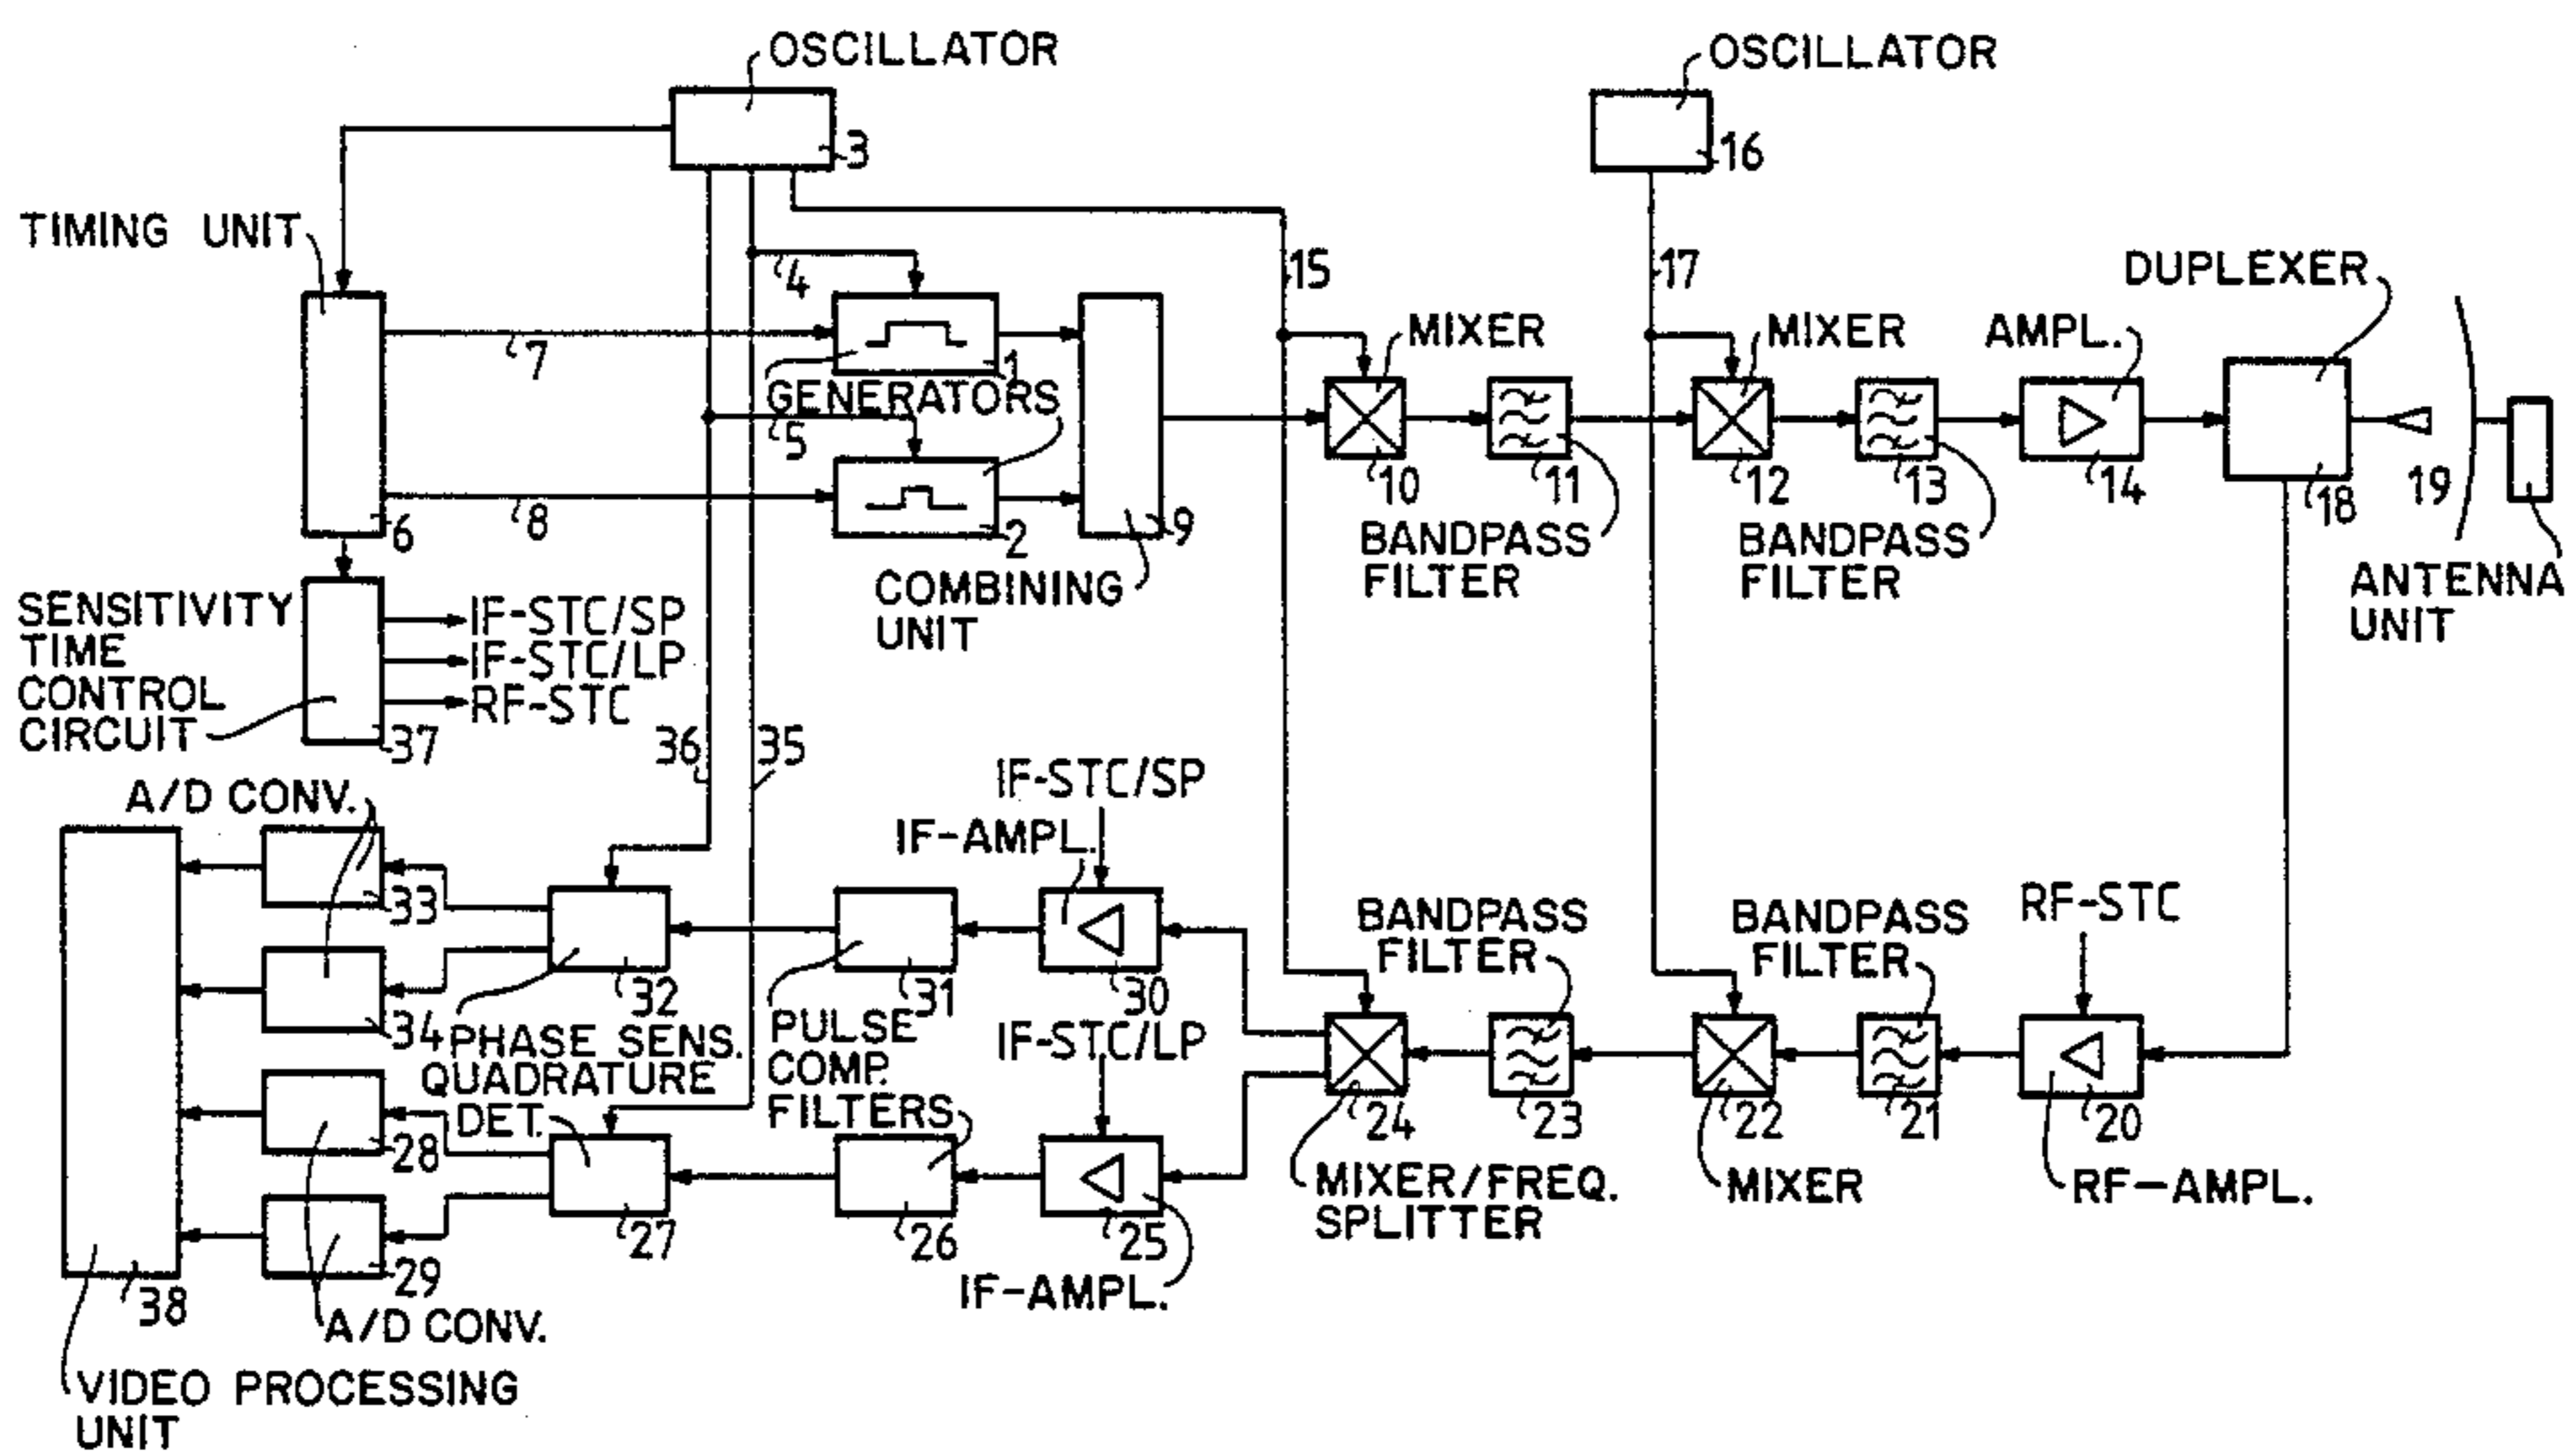 OSCILLATOR
3
OSCILLATOR
16
TIMING UNIT
4
15
17
DUPLEXER
7
1
GENERATORS
MIXER
MIXER
AMPL.
5
8
6
2
9
10
11
12
13
14
18
19
COMBINING
UNIT
BANDPASS
FILTER
BANDPASS
FILTER
ANTENNA
UNIT
SENSITIVITY
TIME
CONTROL
CIRCUIT
IF-STC/SP
IF-STC/LP
RF-STC
37
36
35
A/D CONV.
IF-STC/SP
IF-AMPL.
33
32
31
30
BANDPASS
FILTER
BANDPASS
FILTER
RF-STC
34
PHASE SENS.
QUADRATURE
DET.
PULSE
COMP.
FILTERS
IF-STC/LP
24
23
22
21
20
28
27
26
25
MIXER/FREQ.
SPLITTER
MIXER
RF-AMPL.
29
38
IF-AMPL.
A/D CONV.
VIDEO PROCESSING
UNIT